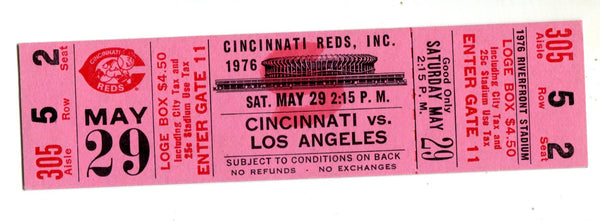 305 Aisle
5 Row
2 Seat
REDS
MAY
29
LOGE BOX $4.50
Including City Tax and
25c Stadium Use Tax
ENTER GATE 11
CINCINNATI REDS, INC.
1976
SAT. MAY 29 2:15 P. M.
CINCINNATI vs.
LOS ANGELES
SUBJECT TO CONDITIONS ON BACK
NO REFUNDS - NO EXCHANGES
Good Only
SATURDAY MAY 29
2:15 P.M.
ENTER GATE 11
Including City Tax and
25c Stadium Use Tax
LOGE BOX $4.50
1976 RIVERFRONT STADIUM
305
Aisle
5
Row
2
Seat